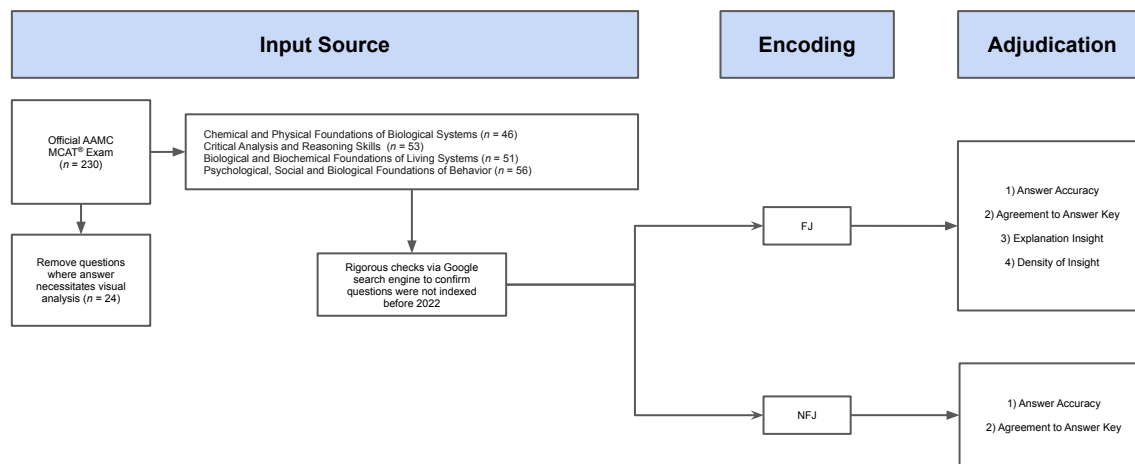 Input Source
Encoding
Adjudication
Official AAMC
MCAT® Exam
(n = 230)
Chemical and Physical Foundations of Biological Systems (n = 46)
Critical Analysis and Reasoning Skills (n = 53)
Biological and Biochemical Foundations of Living Systems (n = 51)
Psychological, Social and Biological Foundations of Behavior (n = 56)
Remove questions
where answer
necessitates visual
analysis (n = 24)
Rigorous checks via Google
search engine to confirm
questions were not indexed
before 2022
FJ
1) Answer Accuracy
2) Agreement to Answer Key
3) Explanation Insight
4) Density of Insight
NFJ
1) Answer Accuracy
2) Agreement to Answer Key